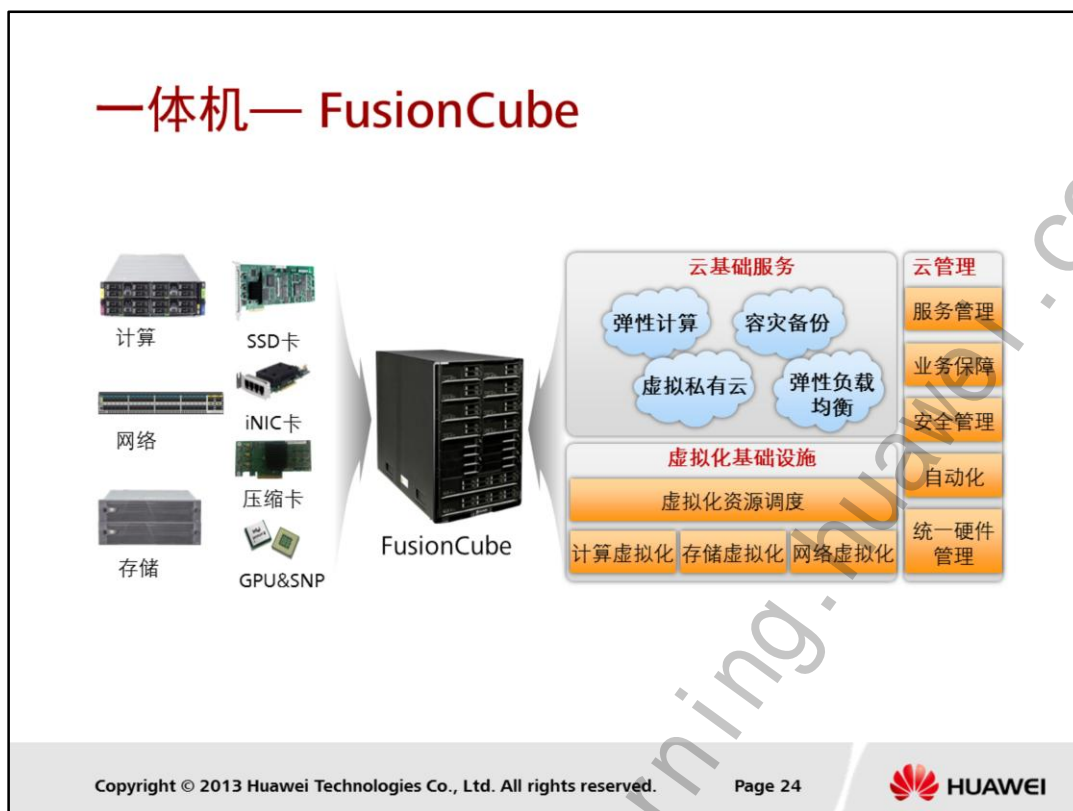 一体机— FusionCube
计算
网络
存储
SSD卡
iNIC卡
压缩卡
GPU&SNP
FusionCube
云基础服务
弹性计算
容灾备份
虚拟私有云
弹性负载
均衡
虚拟化基础设施
虚拟化资源调度
计算虚拟化
存储虚拟化
网络虚拟化
云管理
服务管理
业务保障
安全管理
自动化
统一硬件
管理
rning.huawei.co
Copyright © 2013 Huawei Technologies Co., Ltd. All rights reserved.
Page 24
HUAWEI